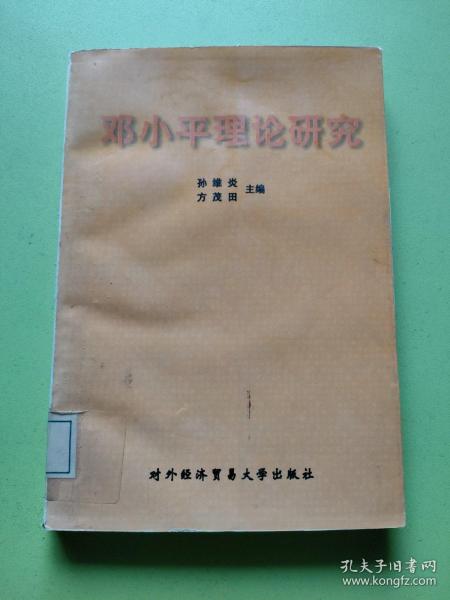 邓小平理论研究
孙维炎
方茂田
主编
对外经济贸易大学出版社
孔夫子旧书网
www.kongfz.com